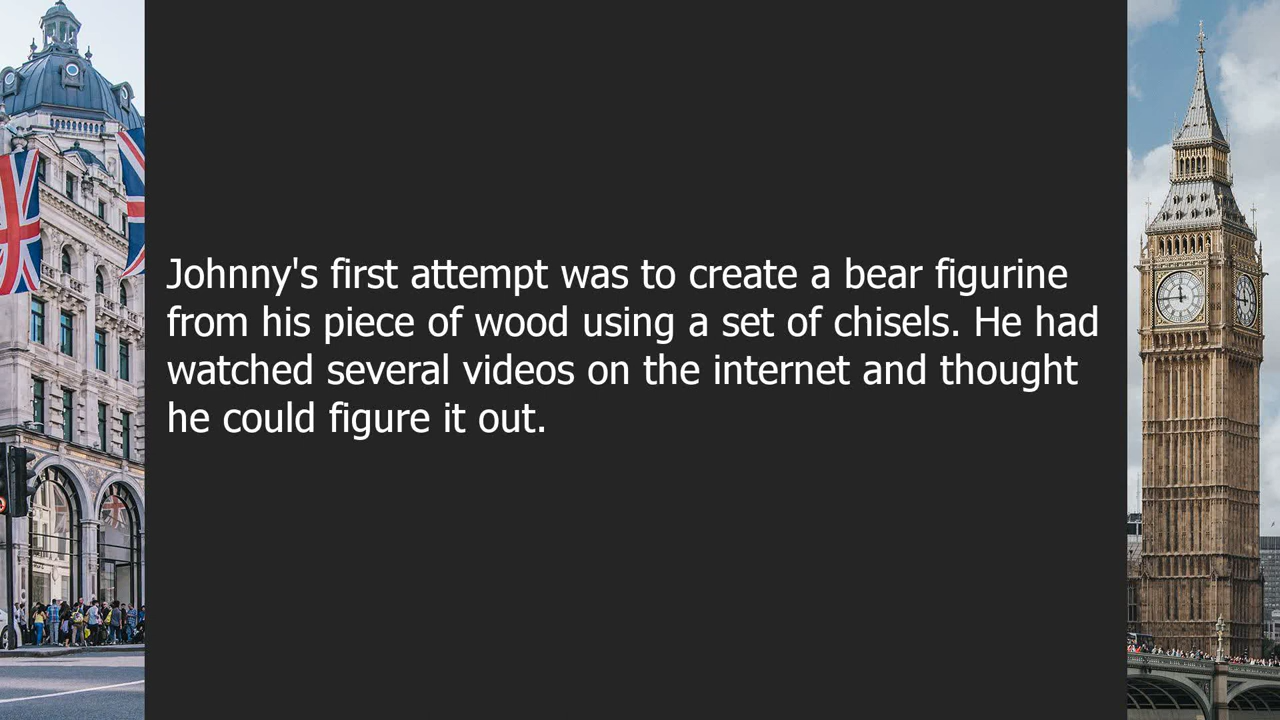 Johnny's first attempt was to create a bear figurine
from his piece of wood using a set of chisels. He had
watched several videos on the internet and thought
he could figure it out.